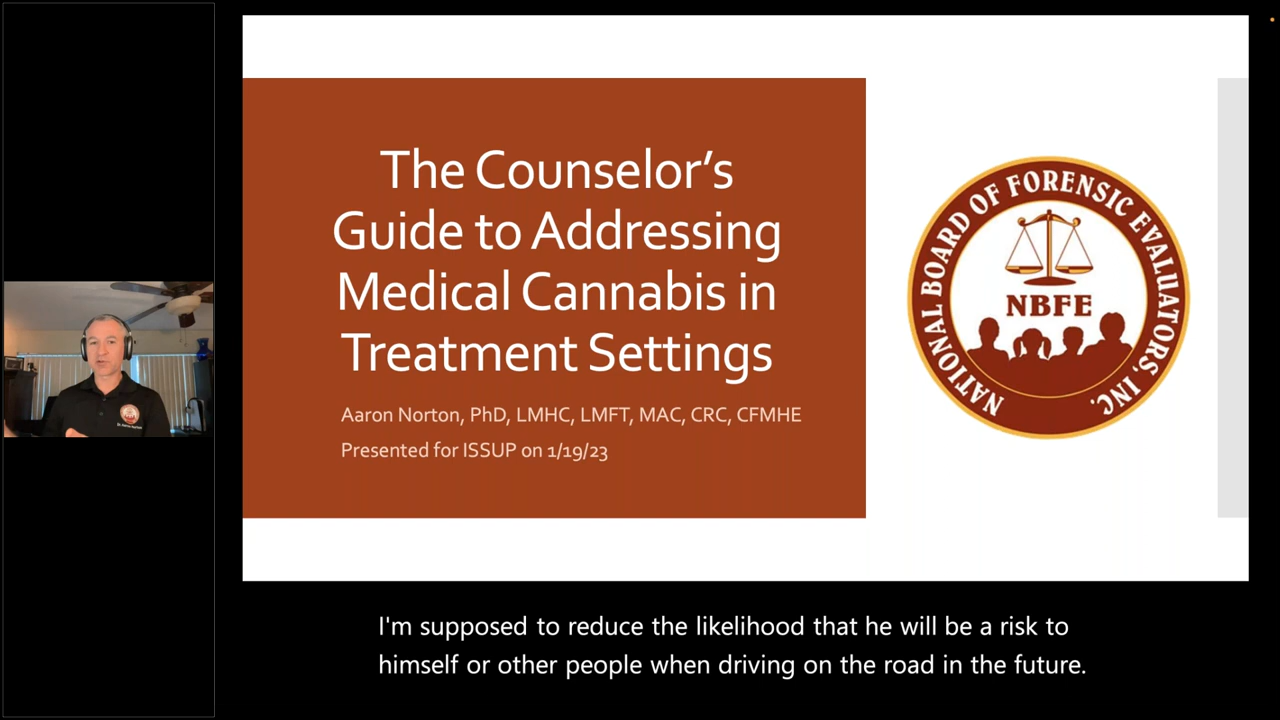 The Counselor's
Guide to Addressing
Medical Cannabis in
Treatment Settings
Aaron Norton, PhD, LMHC, LMFT, MAC, CRC, CFMHE
Presented for ISSUP on 1/19/23
NATIONAL BOARD OF FORENSIC EVALUATORS, INC.
NBFE
I'm supposed to reduce the likelihood that he will be a risk to
himself or other people when driving on the road in the future.